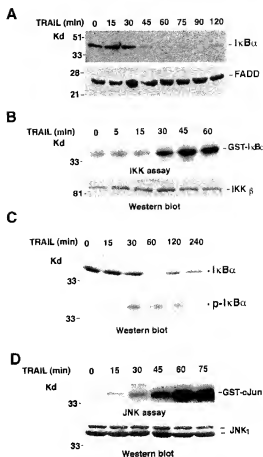 A
TRAIL (min) 0 15 30 45 60 75 90 120
Kd
51-
33-
-IκBα
28-
21-
-FADD
B
TRAIL (min) 0 5 15 30 45 60
Kd
33-
-GST-IκBα
IKK assay
81-
-IKK β
Western blot
C
TRAIL (min) 0 15 30 60 120 240
Kd
-IκBα
p-IκBα
33-
Western blot
D
TRAIL (min) 0 15 30 45 60 75
Kd
33-
-GST-cJun
JNK assay
JNK1
33-
Western blot